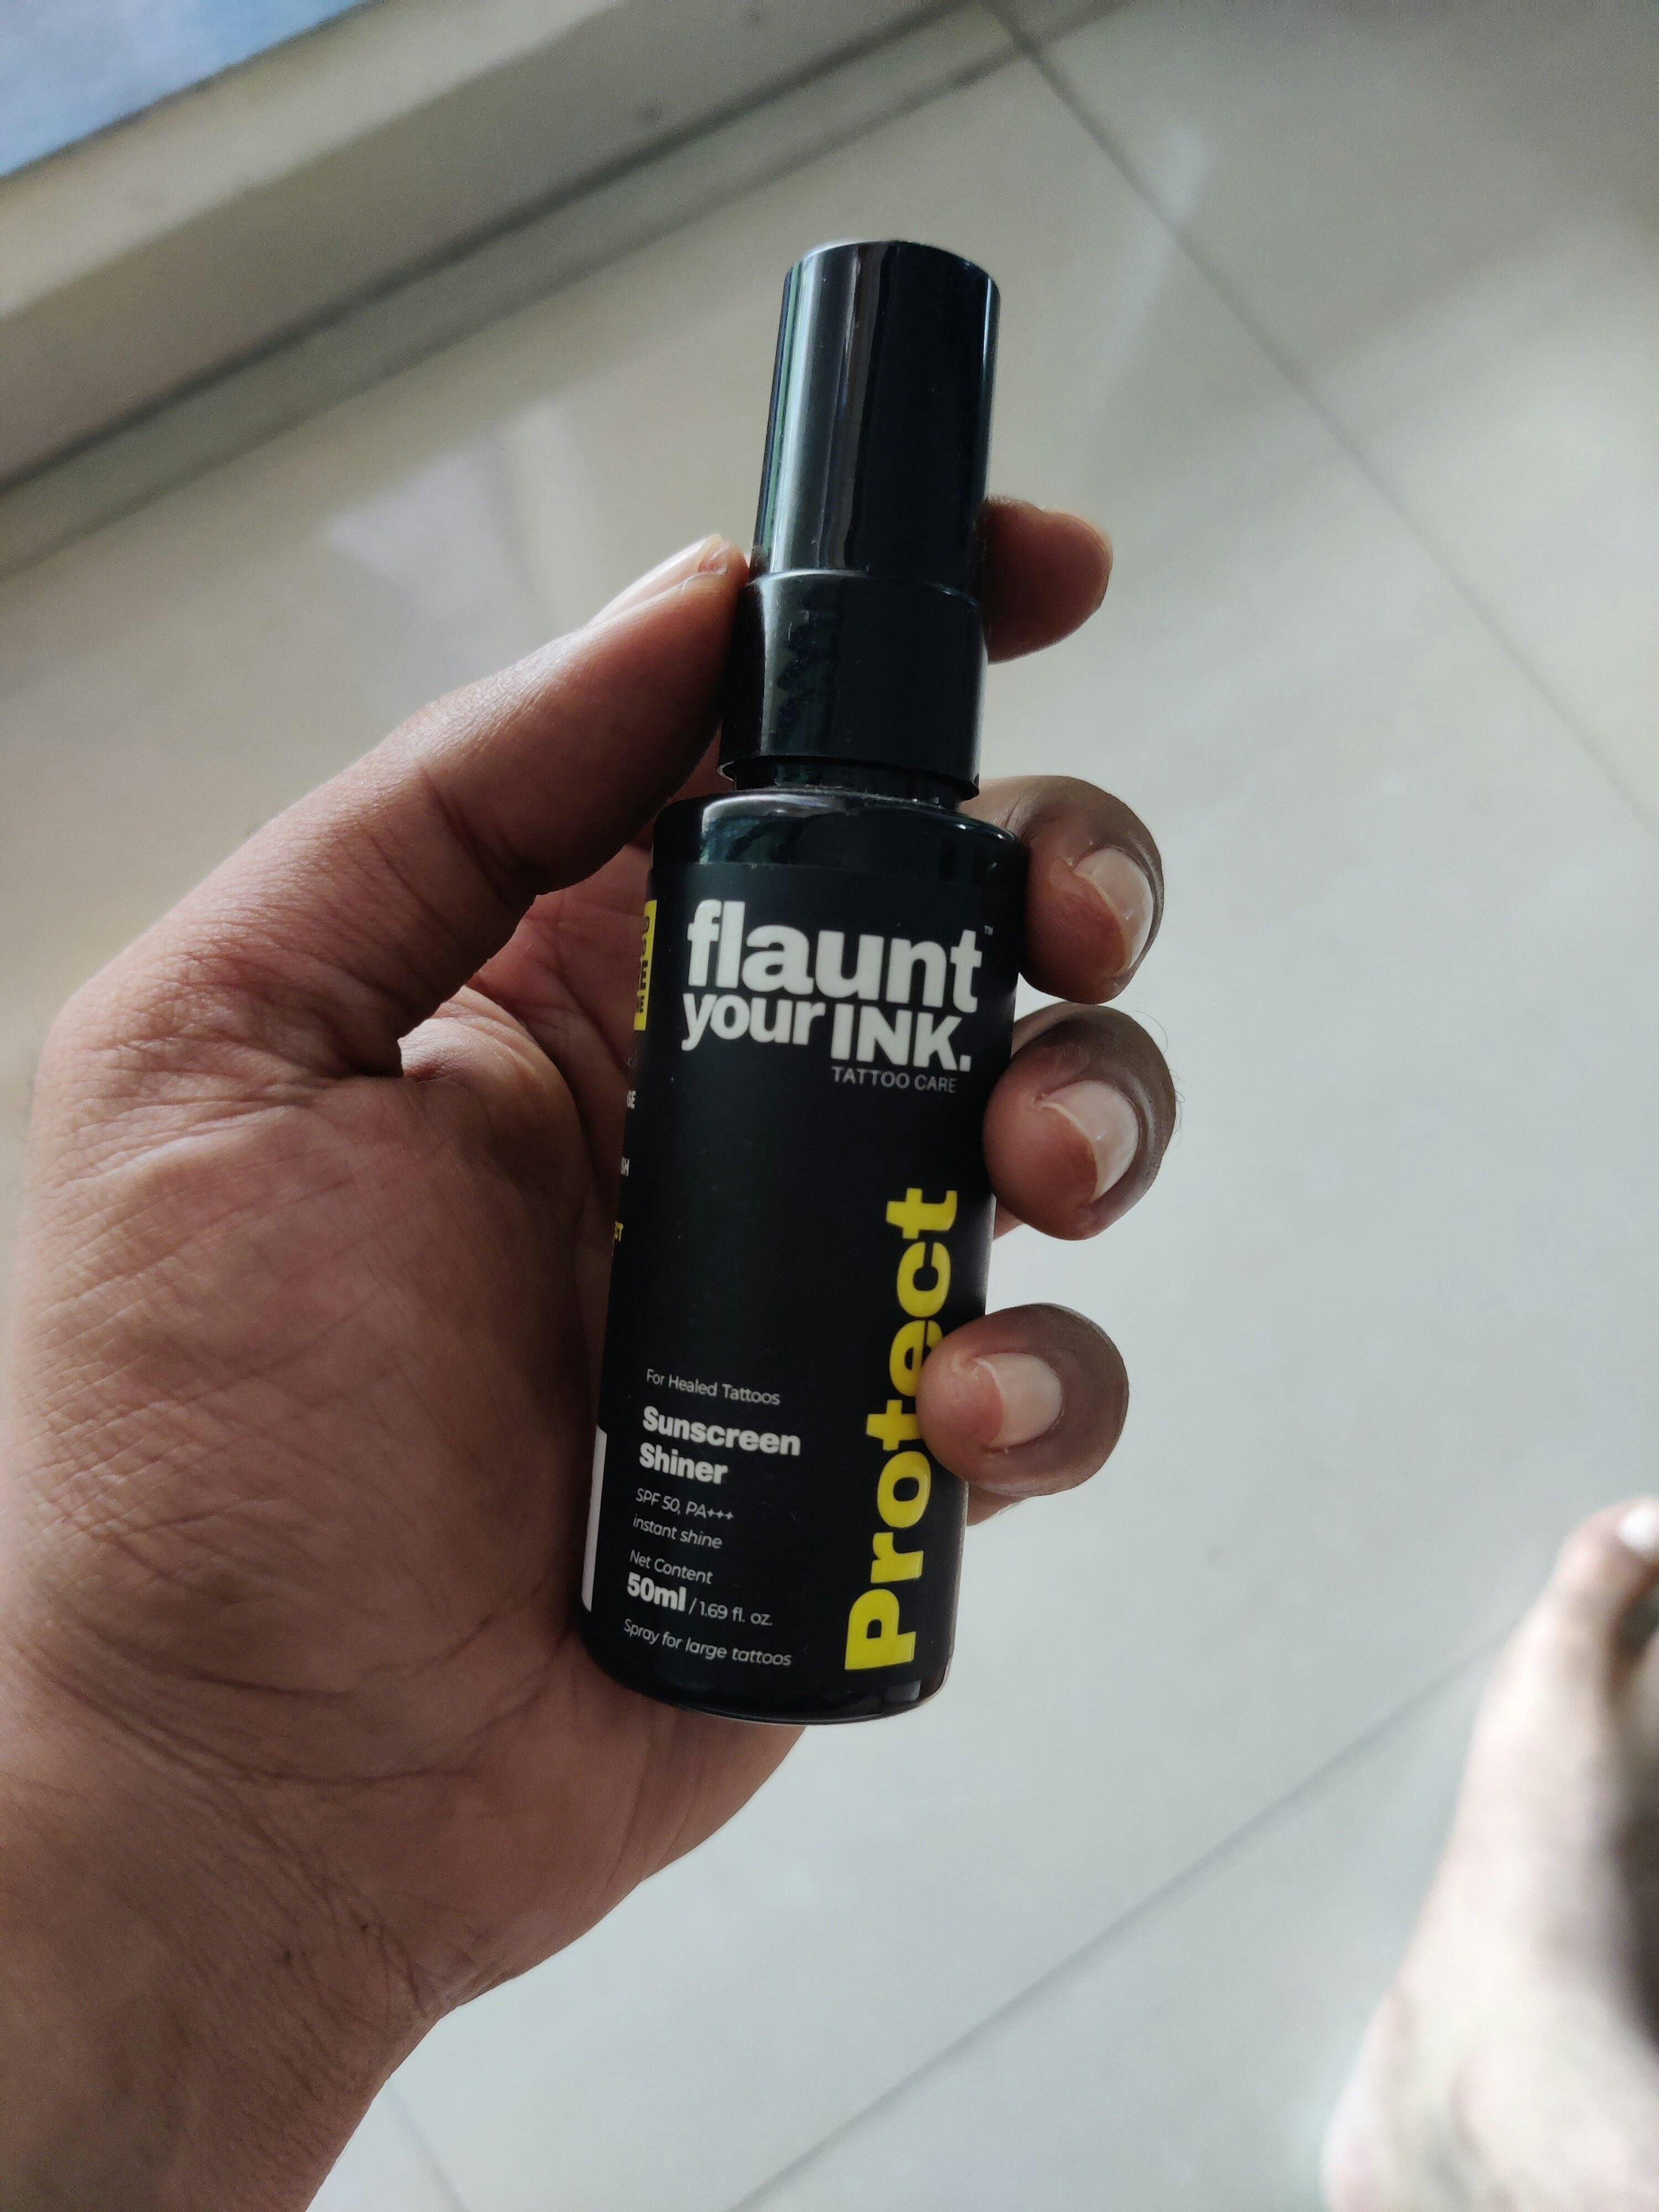 flaunt™
your INK.
TATTOO CARE
Protect
For Healed Tattoos
Sunscreen
Shiner
SPF 50, PA+++
instant shine
Net Content
50ml / 1.69 fl. oz.
Spray for large tattoos